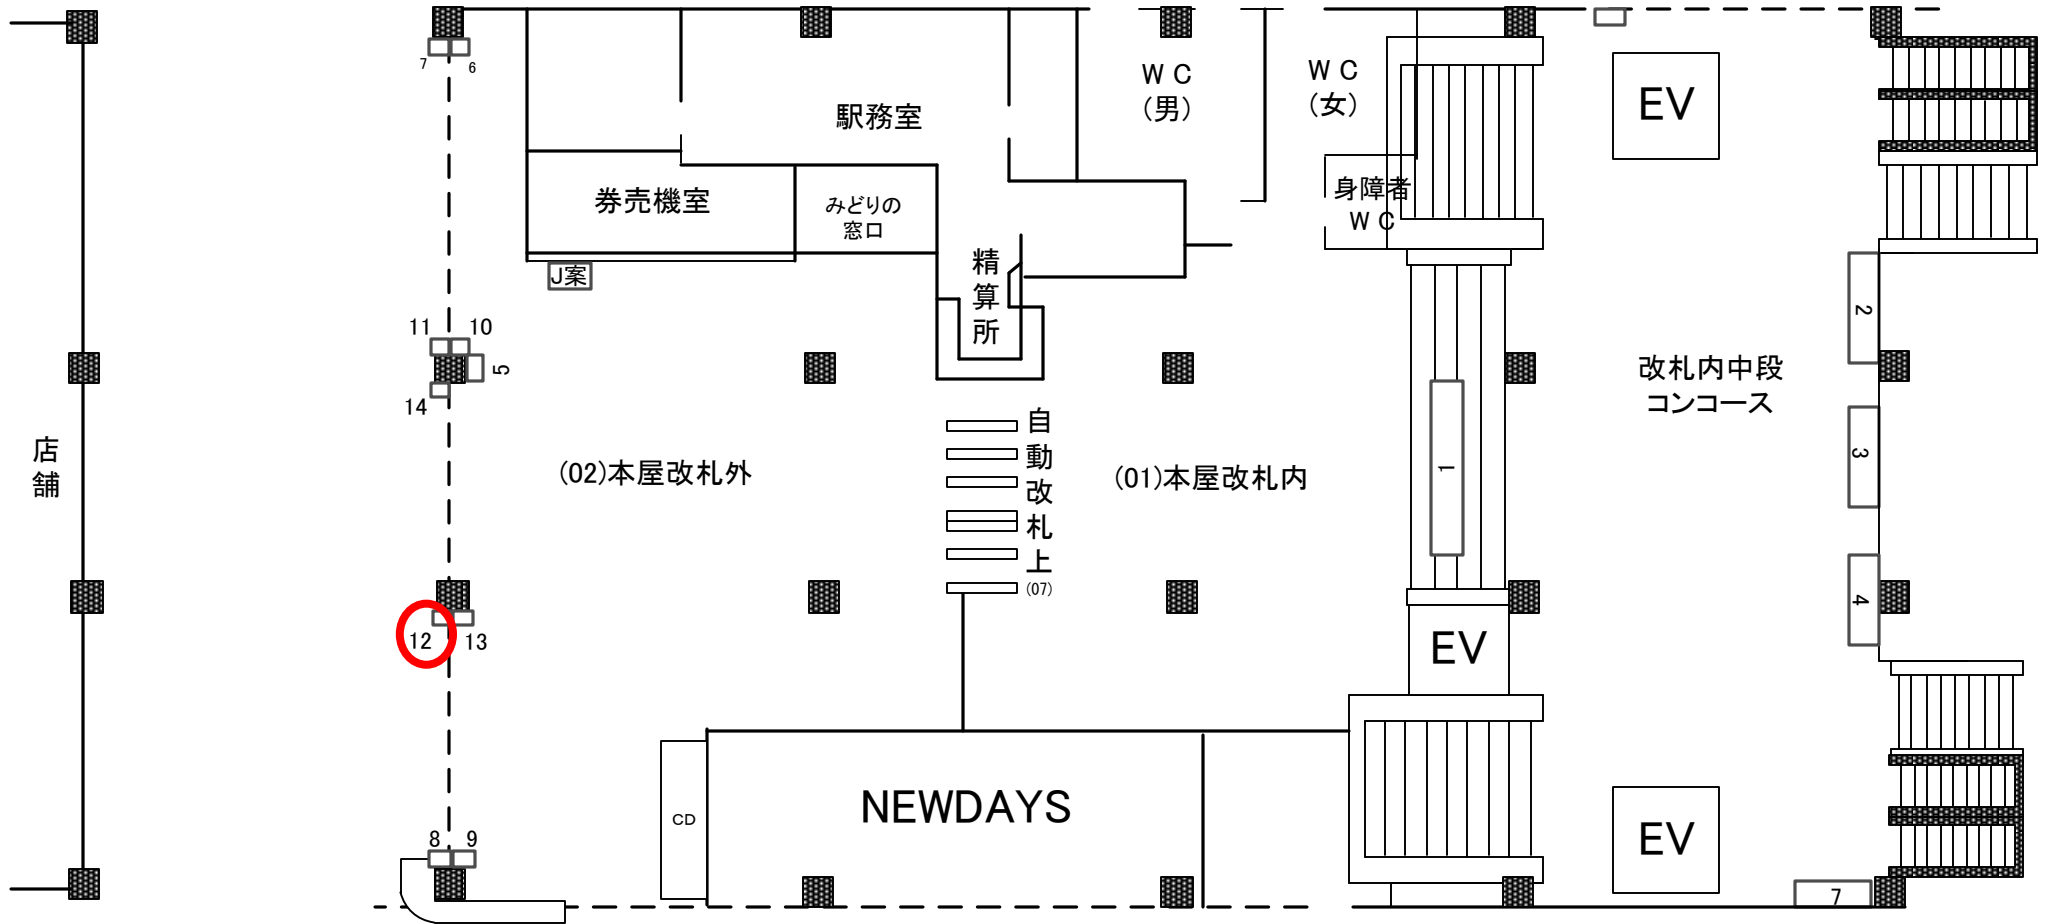 7
6
駅務室
WC
(男)
WC
(女)
EV
券売機室
みどりの
窓口
身障者
WC
J案
精算所
11
10
5
14
2
改札内中段
コンコース
店舗
(02)本屋改札外
自動改札上
(07)
(01)本屋改札内
1
3
4
12
13
EV
8
9
CD
NEWDAYS
EV
7